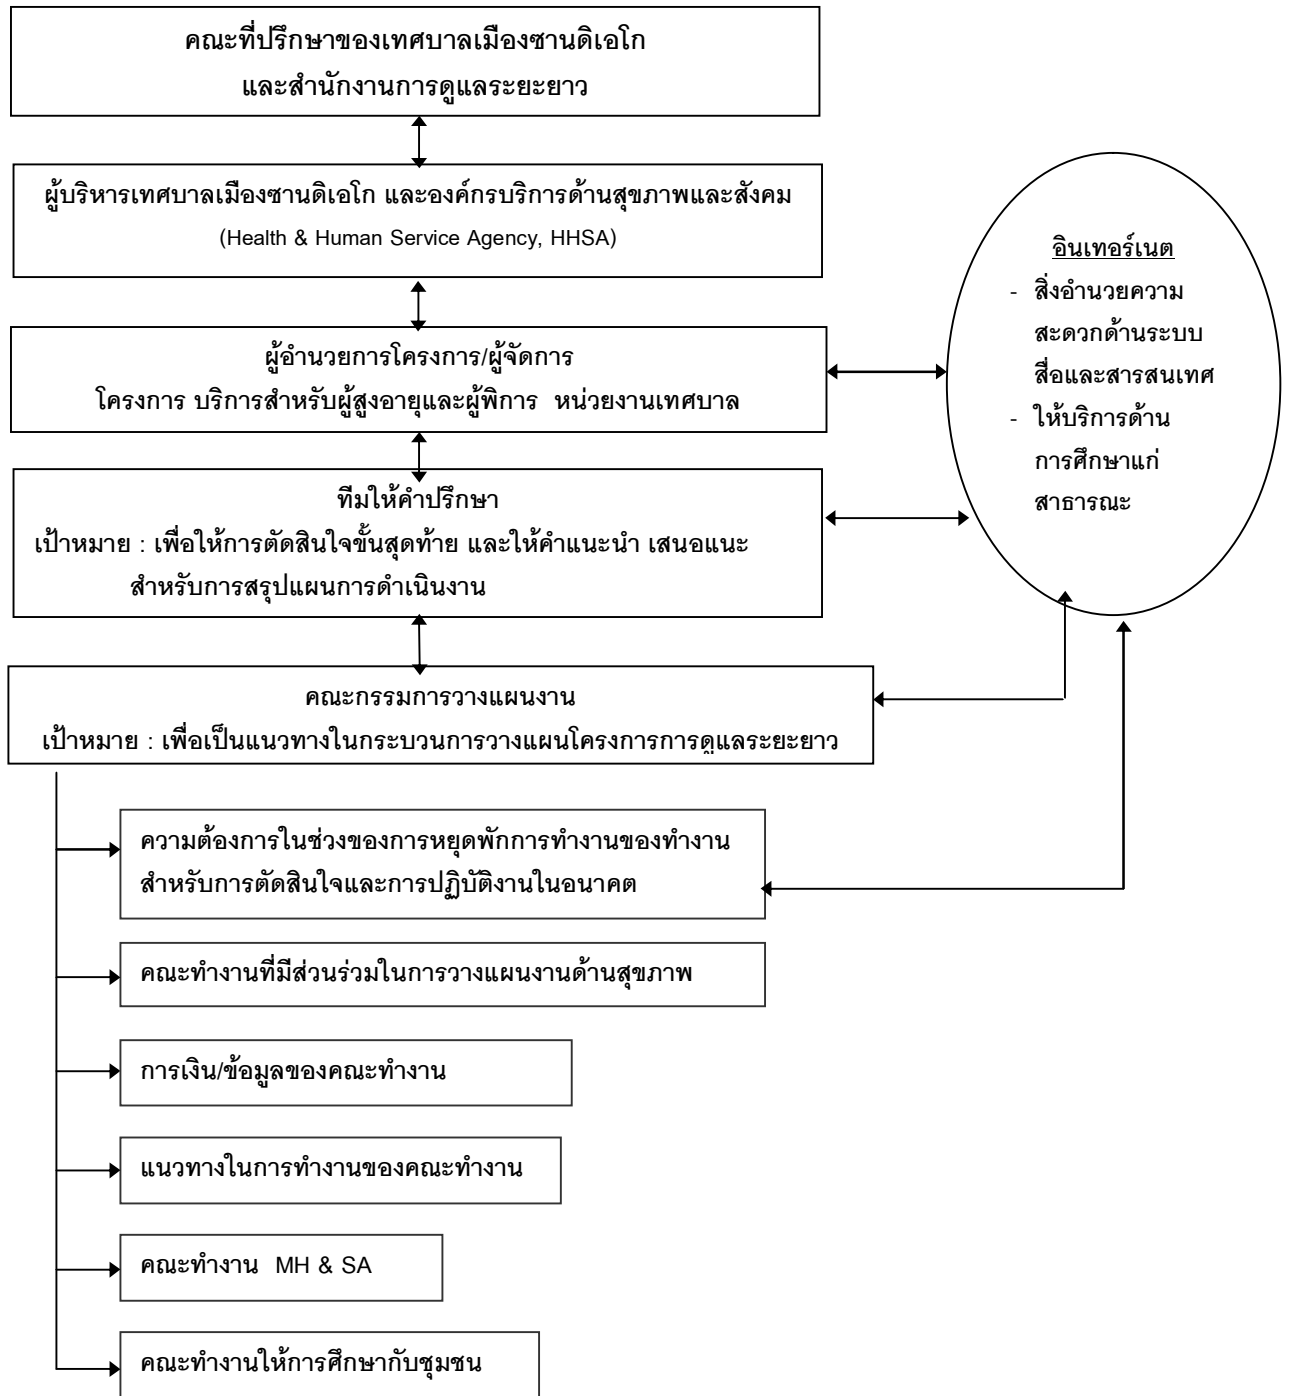 คณะที่ปรึกษาของเทศบาลเมืองซานดิเอโก
และสำนักงานการดูแลระยะยาว
ผู้บริหารเทศบาลเมืองซานดิเอโก และองค์กรบริการด้านสุขภาพและสังคม
(Health & Human Service Agency, HHSA)
ผู้อำนวยการโครงการ/ผู้จัดการ
โครงการ บริการสำหรับผู้สูงอายุและผู้พิการ หน่วยงานเทศบาล
ทีมให้คำปรึกษา
เป้าหมาย : เพื่อให้การตัดสินใจขั้นสุดท้าย และให้คำแนะนำ เสนอแนะ
สำหรับการสรุปแผนการดำเนินงาน
คณะกรรมการวางแผนงาน
เป้าหมาย : เพื่อเป็นแนวทางในกระบวนการวางแผนโครงการการดูแลระยะยาว
ความต้องการในช่วงของการหยุดพักการทำงานของทำงาน
สำหรับการตัดสินใจและการปฏิบัติงานในอนาคต
คณะทำงานที่มีส่วนร่วมในการวางแผนงานด้านสุขภาพ
การเงิน/ข้อมูลของคณะทำงาน
แนวทางในการทำงานของคณะทำงาน
คณะทำงาน MH & SA
คณะทำงานให้การศึกษากับชุมชน
อินเทอร์เนต
- สิ่งอำนวยความ
สะดวกด้านระบบ
สื่อและสารสนเทศ
- ให้บริการด้าน
การศึกษาแก่
สาธารณะ